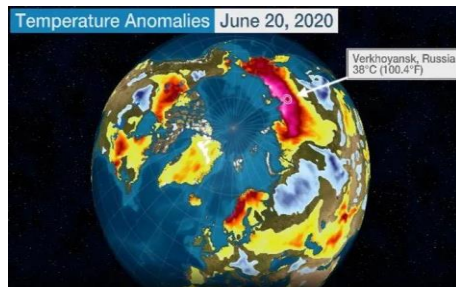 Temperature Anomalies June 20, 2020
Verkhoyansk, Russia
38°C (100.4°F)